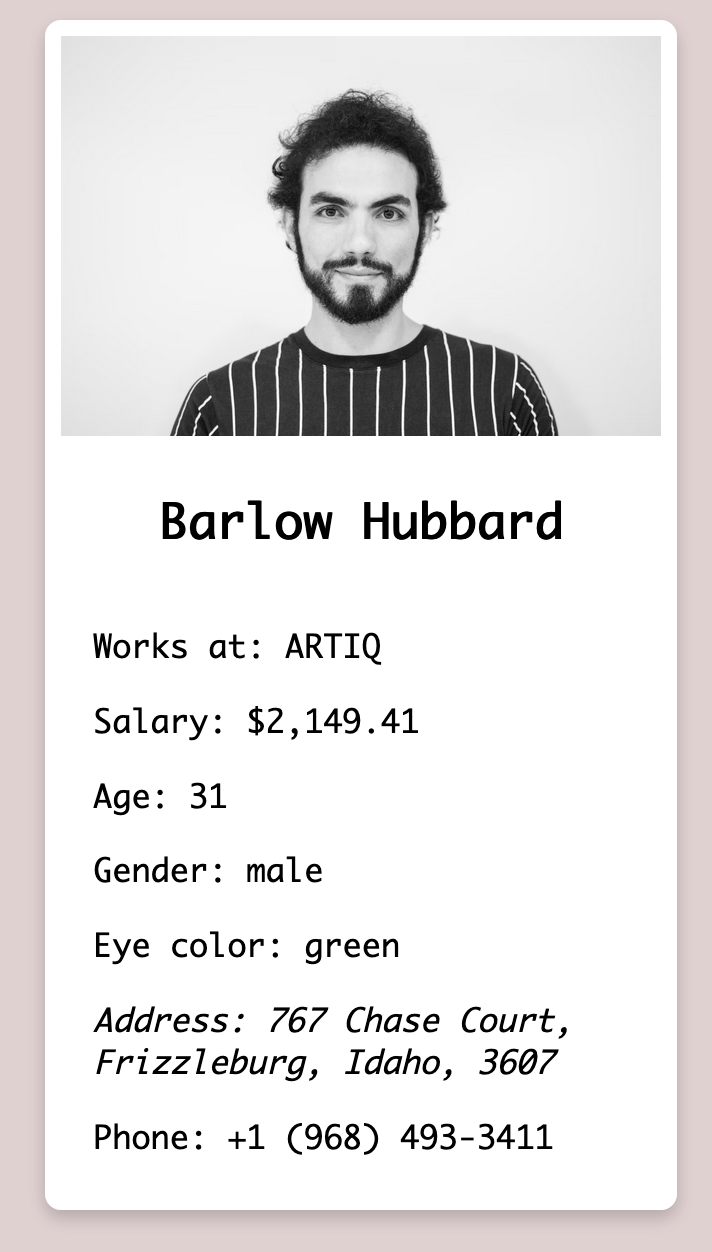 Barlow Hubbard
Works at: ARTIQ
Salary: $2,149.41
Age: 31
Gender: male
Eye color: green
Address: 767 Chase Court,
Frizzleburg, Idaho, 3607
Phone: +1 (968) 493-3411